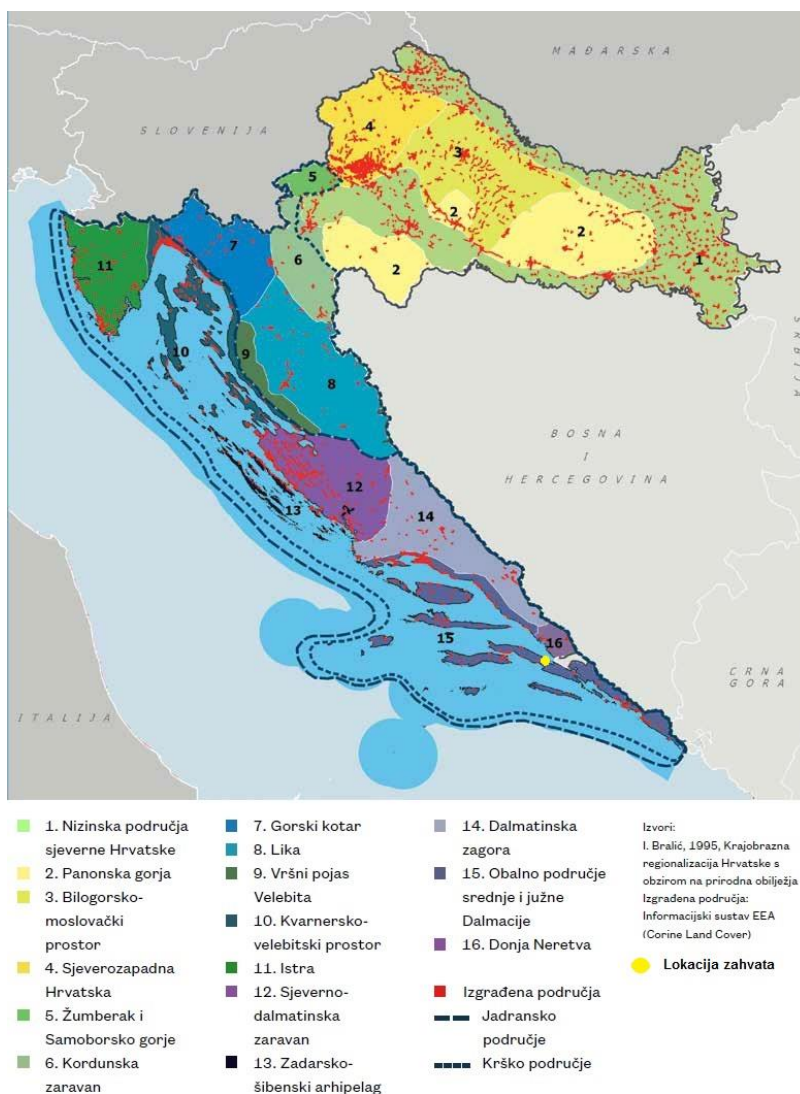 MAĐARSKA
SLOVENIJA
4
3
5
2
2
7
6
2
1
11
10
9
8
SRBIJA
BOSNA
I
HERCEGOVINA
12
13
14
15
16
CRNA
GORA
ITALIJA
1. Nizinska područja
sjeverne Hrvatske
2. Panonska gorja
3. Bilogorsko-
moslovački
prostor
4. Sjeverozapadna
Hrvatska
5. Žumberak i
Samoborsko gorje
6. Kordunska
zaravan
7. Gorski kotar
8. Lika
9. Vršni pojas
Velebita
10. Kvarnersko-
velebitski prostor
11. Istra
12. Sjeverno-
dalmatinska
zaravan
13. Zadarsko-
šibenski arhipelag
14. Dalmatinska
zagora
15. Obalno područje
srednje i južne
Dalmacije
16. Donja Neretva
Izgrađena područja
Jadransko
područje
Krško područje
Izvori:
I. Bralić, 1995, Krajobrazna
regionalizacija Hrvatske s
obzirom na prirodna obilježja
Izgrađena područja:
Informacijski sustav EEA
(Corine Land Cover)
Lokacija zahvata